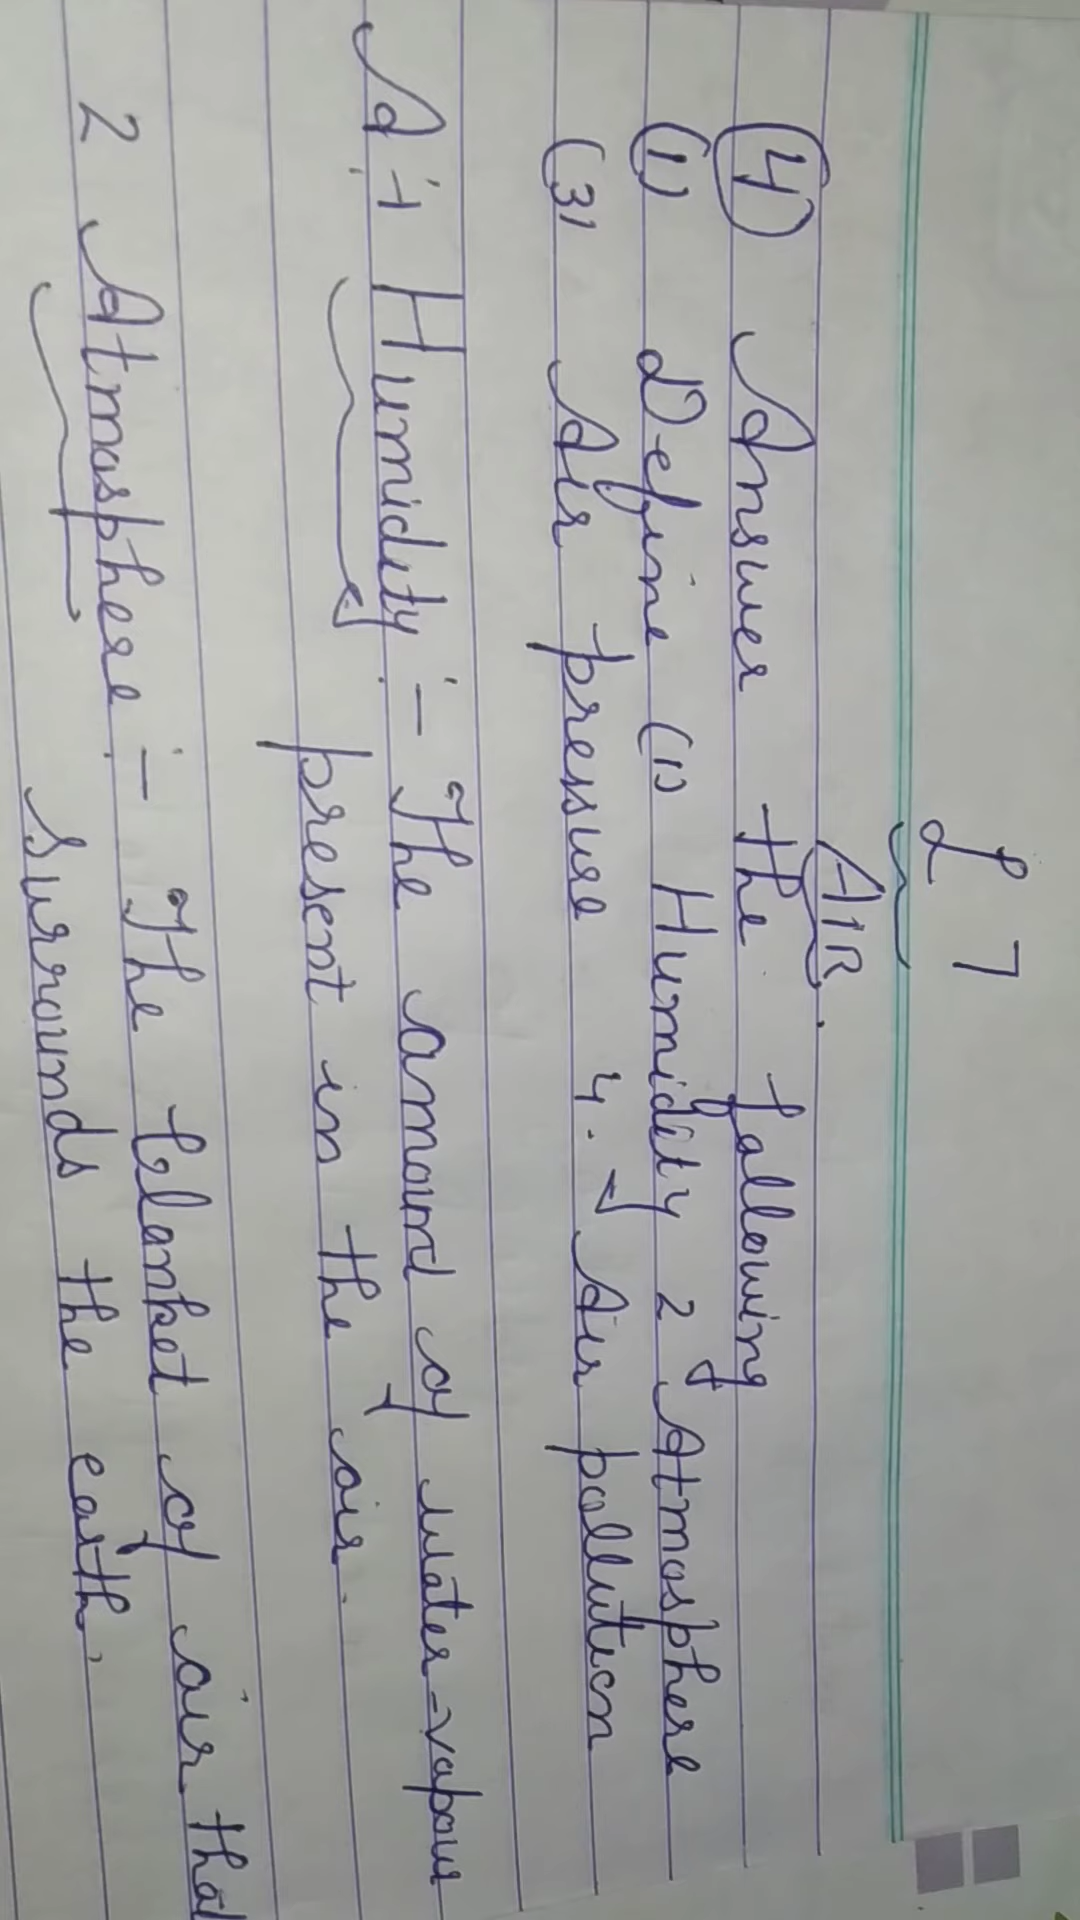 L 7
AIR.
(4) Answer the following
(1) Define (1) Humidity 2 Atmosphere
(3) Air pressure 4. Air pollution
A:1 Humidity :- The amound of water-vapour
present in the air.
2 Atmosphere :- The blanket of air that
surrounds the earth.